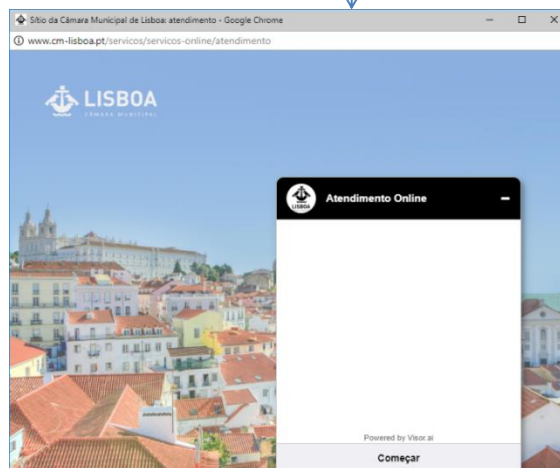 Sítio da Câmara Municipal de Lisboa: atendimento - Google Chrome
www.cm-lisboa.pt/servicos/servicos-online/atendimento
LISBOA
CÂMARA MUNICIPAL
LISBOA
Atendimento Online
Powered by Visor.ai
Começar